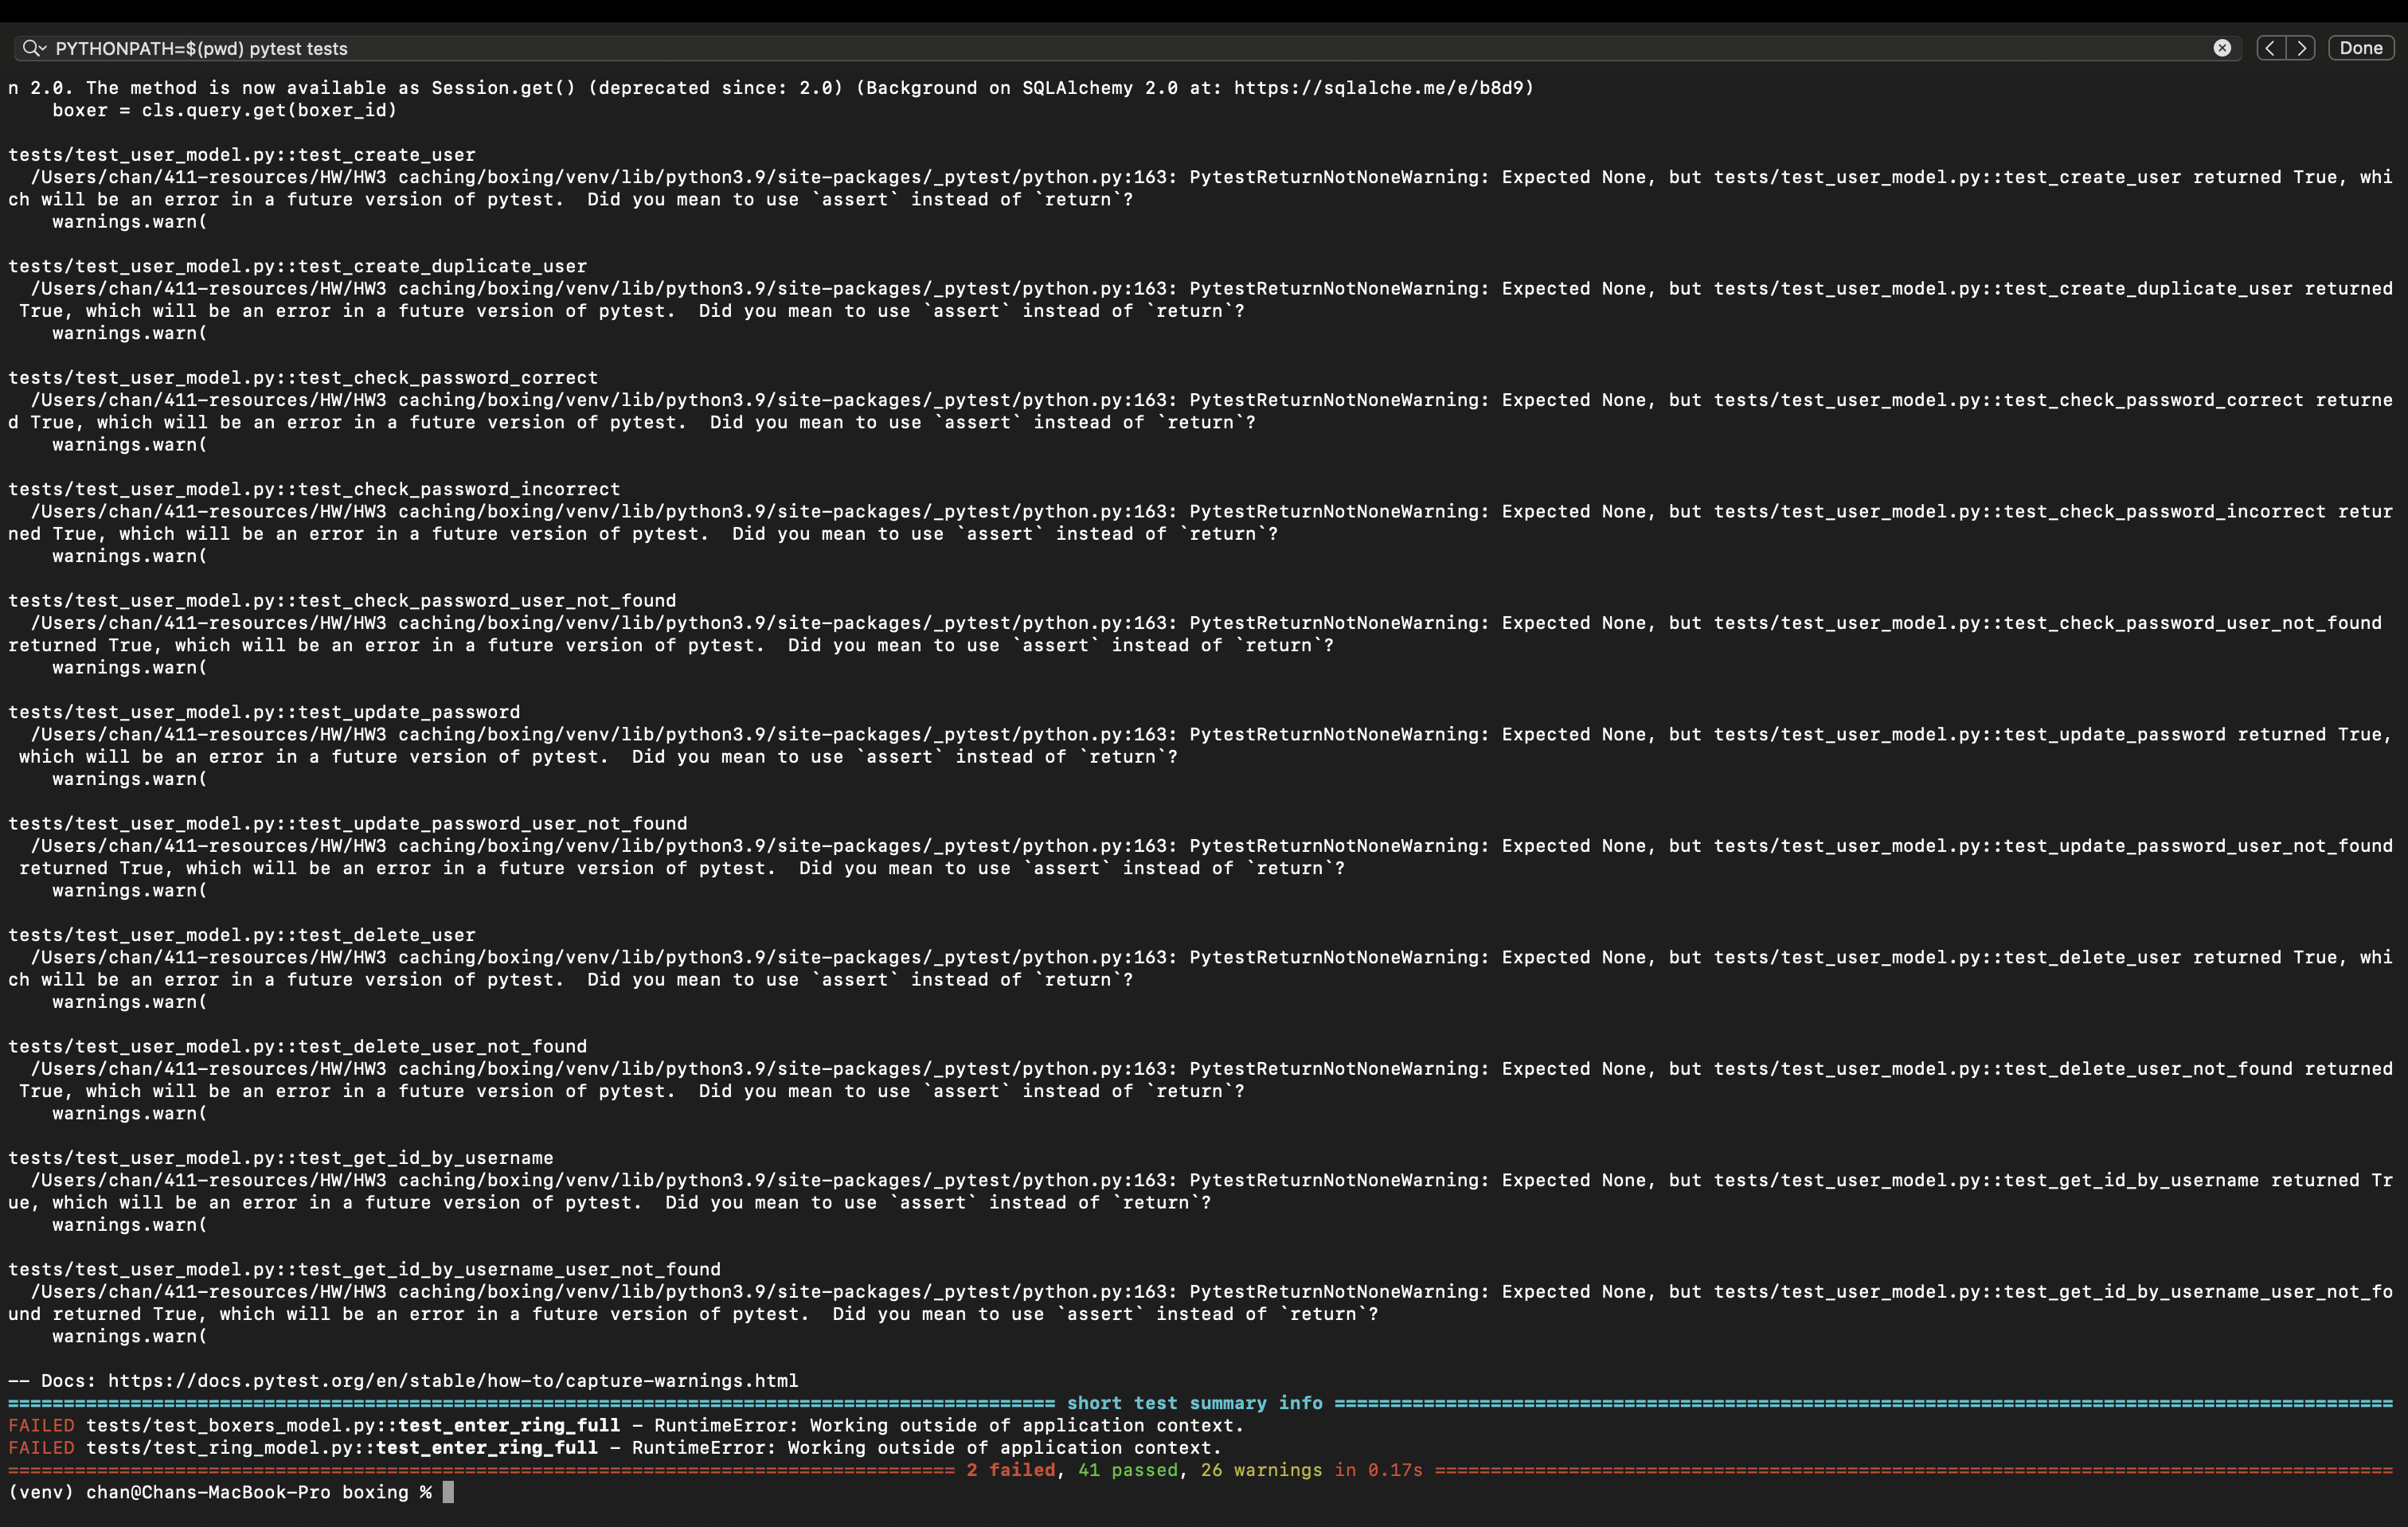 PYTHONPATH=$(pwd) pytest tests
Done
n 2.0. The method is now available as Session.get() (deprecated since: 2.0) (Background on SQLAlchemy 2.0 at: https://sqlalche.me/e/b8d9)
    boxer = cls.query.get(boxer_id)
tests/test_user_model.py::test_create_user
  /Users/chan/411-resources/HW/HW3 caching/boxing/venv/lib/python3.9/site-packages/_pytest/python.py:163: PytestReturnNotNoneWarning: Expected None, but tests/test_user_model.py::test_create_user returned True, whi
ch will be an error in a future version of pytest.  Did you mean to use `assert` instead of `return`?
    warnings.warn(
tests/test_user_model.py::test_create_duplicate_user
  /Users/chan/411-resources/HW/HW3 caching/boxing/venv/lib/python3.9/site-packages/_pytest/python.py:163: PytestReturnNotNoneWarning: Expected None, but tests/test_user_model.py::test_create_duplicate_user returned
 True, which will be an error in a future version of pytest.  Did you mean to use `assert` instead of `return`?
    warnings.warn(
tests/test_user_model.py::test_check_password_correct
  /Users/chan/411-resources/HW/HW3 caching/boxing/venv/lib/python3.9/site-packages/_pytest/python.py:163: PytestReturnNotNoneWarning: Expected None, but tests/test_user_model.py::test_check_password_correct returne
d True, which will be an error in a future version of pytest.  Did you mean to use `assert` instead of `return`?
    warnings.warn(
tests/test_user_model.py::test_check_password_incorrect
  /Users/chan/411-resources/HW/HW3 caching/boxing/venv/lib/python3.9/site-packages/_pytest/python.py:163: PytestReturnNotNoneWarning: Expected None, but tests/test_user_model.py::test_check_password_incorrect retur
ned True, which will be an error in a future version of pytest.  Did you mean to use `assert` instead of `return`?
    warnings.warn(
tests/test_user_model.py::test_check_password_user_not_found
  /Users/chan/411-resources/HW/HW3 caching/boxing/venv/lib/python3.9/site-packages/_pytest/python.py:163: PytestReturnNotNoneWarning: Expected None, but tests/test_user_model.py::test_check_password_user_not_found
returned True, which will be an error in a future version of pytest.  Did you mean to use `assert` instead of `return`?
    warnings.warn(
tests/test_user_model.py::test_update_password
  /Users/chan/411-resources/HW/HW3 caching/boxing/venv/lib/python3.9/site-packages/_pytest/python.py:163: PytestReturnNotNoneWarning: Expected None, but tests/test_user_model.py::test_update_password returned True,
 which will be an error in a future version of pytest.  Did you mean to use `assert` instead of `return`?
    warnings.warn(
tests/test_user_model.py::test_update_password_user_not_found
  /Users/chan/411-resources/HW/HW3 caching/boxing/venv/lib/python3.9/site-packages/_pytest/python.py:163: PytestReturnNotNoneWarning: Expected None, but tests/test_user_model.py::test_update_password_user_not_found
 returned True, which will be an error in a future version of pytest.  Did you mean to use `assert` instead of `return`?
    warnings.warn(
tests/test_user_model.py::test_delete_user
  /Users/chan/411-resources/HW/HW3 caching/boxing/venv/lib/python3.9/site-packages/_pytest/python.py:163: PytestReturnNotNoneWarning: Expected None, but tests/test_user_model.py::test_delete_user returned True, whi
ch will be an error in a future version of pytest.  Did you mean to use `assert` instead of `return`?
    warnings.warn(
tests/test_user_model.py::test_delete_user_not_found
  /Users/chan/411-resources/HW/HW3 caching/boxing/venv/lib/python3.9/site-packages/_pytest/python.py:163: PytestReturnNotNoneWarning: Expected None, but tests/test_user_model.py::test_delete_user_not_found returned
 True, which will be an error in a future version of pytest.  Did you mean to use `assert` instead of `return`?
    warnings.warn(
tests/test_user_model.py::test_get_id_by_username
  /Users/chan/411-resources/HW/HW3 caching/boxing/venv/lib/python3.9/site-packages/_pytest/python.py:163: PytestReturnNotNoneWarning: Expected None, but tests/test_user_model.py::test_get_id_by_username returned Tr
ue, which will be an error in a future version of pytest.  Did you mean to use `assert` instead of `return`?
    warnings.warn(
tests/test_user_model.py::test_get_id_by_username_user_not_found
  /Users/chan/411-resources/HW/HW3 caching/boxing/venv/lib/python3.9/site-packages/_pytest/python.py:163: PytestReturnNotNoneWarning: Expected None, but tests/test_user_model.py::test_get_id_by_username_user_not_fo
und returned True, which will be an error in a future version of pytest.  Did you mean to use `assert` instead of `return`?
    warnings.warn(
-- Docs: https://docs.pytest.org/en/stable/how-to/capture-warnings.html
============ short test summary info ============
FAILED tests/test_boxers_model.py::test_enter_ring_full - RuntimeError: Working outside of application context.
FAILED tests/test_ring_model.py::test_enter_ring_full - RuntimeError: Working outside of application context.
============ 2 failed, 41 passed, 26 warnings in 0.17s ============
(venv) chan@Chans-MacBook-Pro boxing %